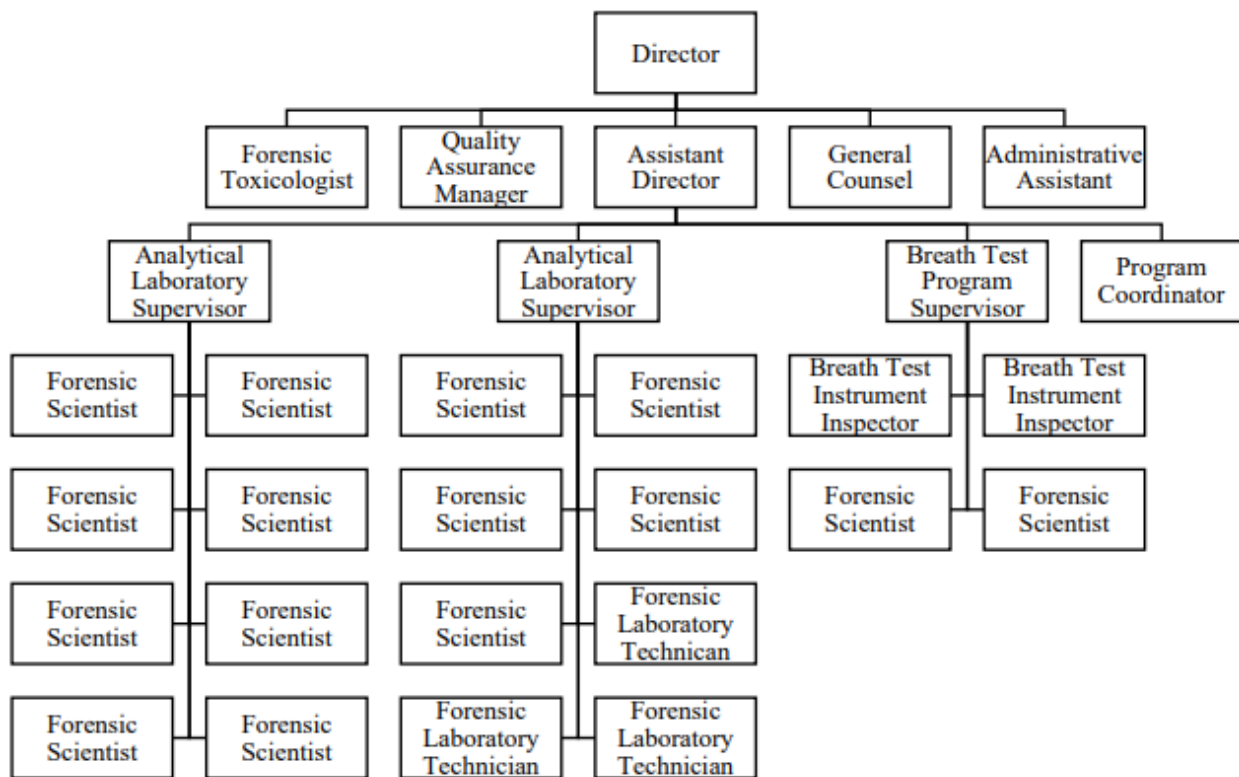 Director
Forensic
Toxicologist
Quality
Assurance
Manager
Assistant
Director
General
Counsel
Administrative
Assistant
Analytical
Laboratory
Supervisor
Analytical
Laboratory
Supervisor
Breath Test
Program
Supervisor
Program
Coordinator
Forensic
Scientist
Forensic
Scientist
Forensic
Scientist
Forensic
Scientist
Breath Test
Instrument
Inspector
Breath Test
Instrument
Inspector
Forensic
Scientist
Forensic
Scientist
Forensic
Scientist
Forensic
Scientist
Forensic
Scientist
Forensic
Scientist
Forensic
Scientist
Forensic
Scientist
Forensic
Scientist
Forensic
Laboratory
Technican
Forensic
Scientist
Forensic
Scientist
Forensic
Laboratory
Technician
Forensic
Laboratory
Technician